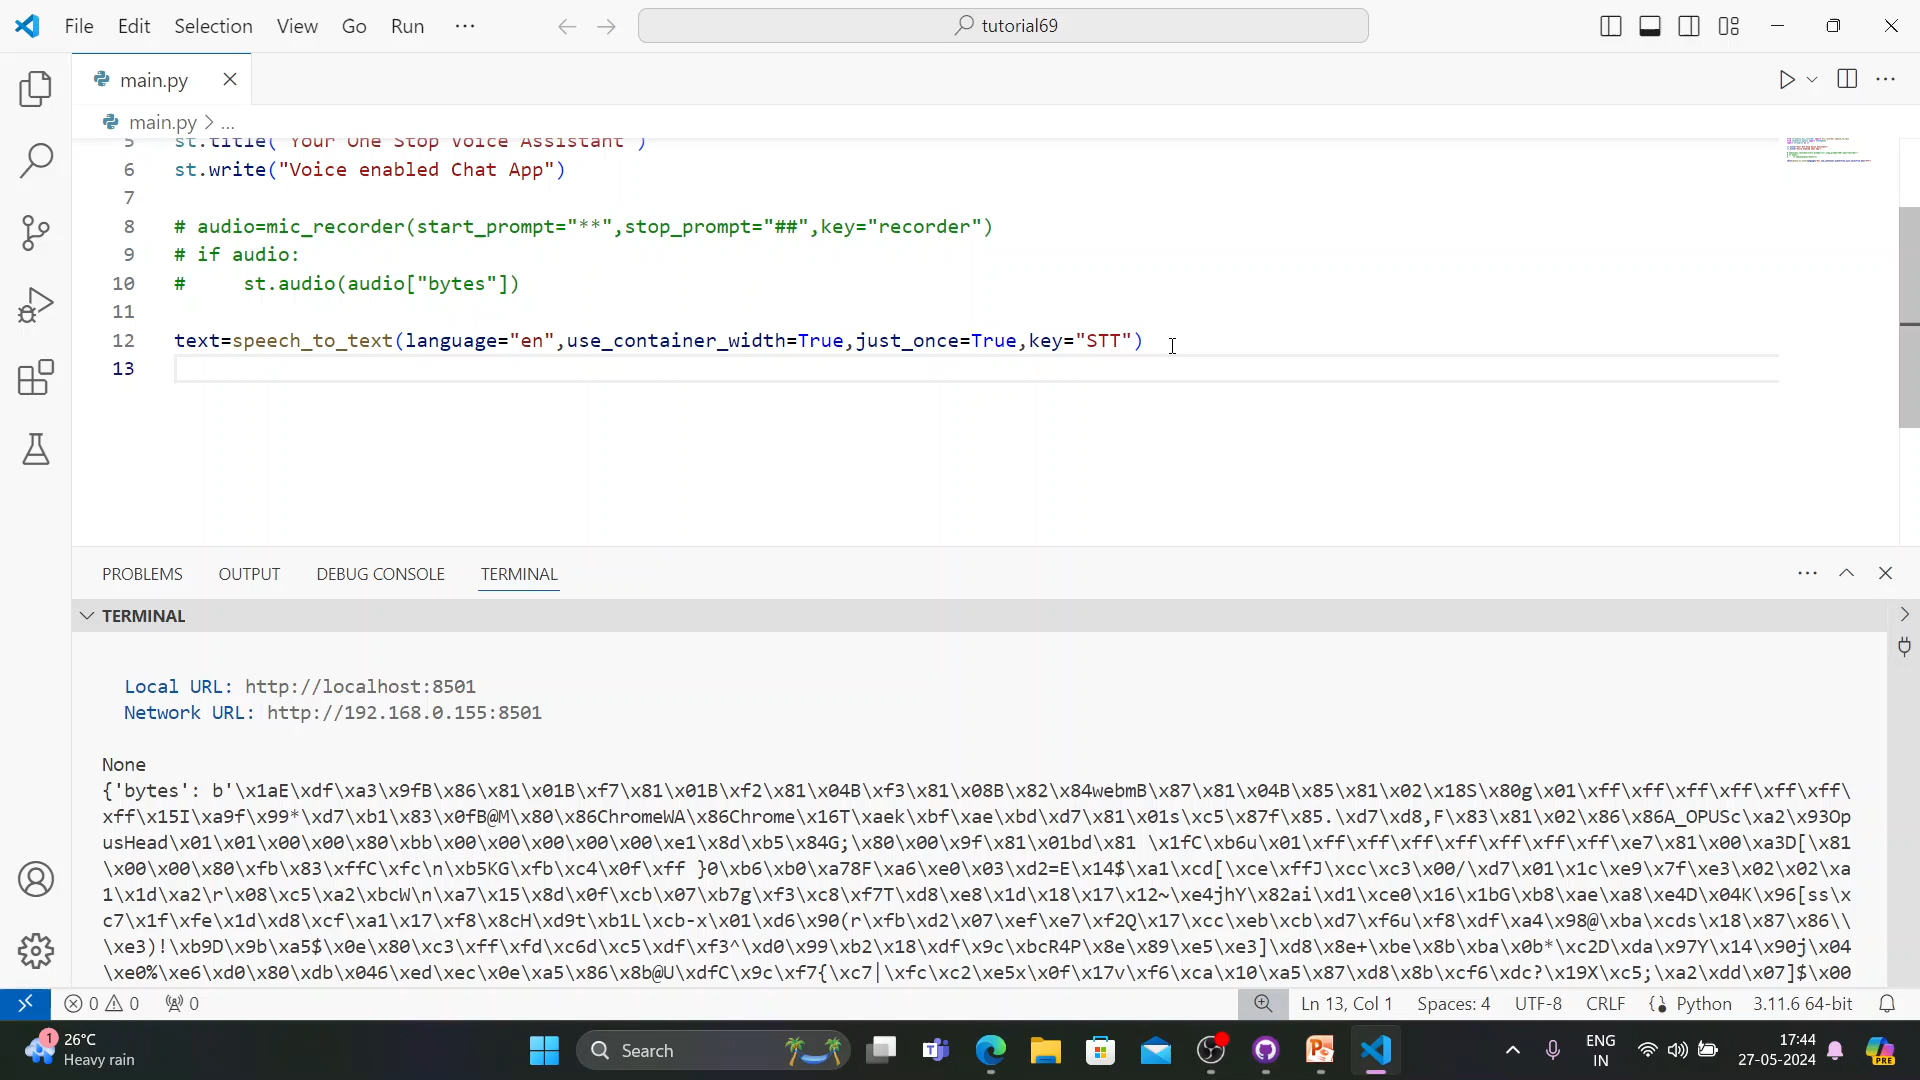 File Edit Selection View Go Run ··· tutorial69
main.py
main.py > ...
5 st.title("Your One Stop Voice Assistant")
6 st.write("Voice enabled Chat App")
7
8 # audio=mic_recorder(start_prompt="**",stop_prompt="##",key="recorder")
9 # if audio:
10 #     st.audio(audio["bytes"])
11
12 text=speech_to_text(language="en",use_container_width=True,just_once=True,key="STT")
13
PROBLEMS OUTPUT DEBUG CONSOLE TERMINAL
TERMINAL
Local URL: http://localhost:8501
Network URL: http://192.168.0.155:8501
None
{'bytes': b'\x1aE\xdf\xa3\x9fB\x86\x81\x01B\xf7\x81\x01B\xf2\x81\x04B\xf3\x81\x08B\x82\x84webmB\x87\x81\x04B\x85\x81\x02\x18S\x80g\x01\xff\xff\xff\xff\xff\xff\
xff\x15I\xa9f\x99*\xd7\xb1\x83\x0fB@M\x80\x86ChromeWA\x86Chrome\x16T\xaek\xbf\xae\xbd\xd7\x81\x01s\xc5\x87f\x85.\xd7\xd8,F\x83\x81\x02\x86\x86A_OPUSc\xa2\x93Op
usHead\x01\x01\x00\x00\x80\xbb\x00\x00\x00\x00\x00\xe1\x8d\xb5\x84G;\x80\x00\x9f\x81\x01bd\x81 \x1fC\xb6u\x01\xff\xff\xff\xff\xff\xff\xff\xe7\x81\x00\xa3D[\x81
\x00\x00\x80\xfb\x83\xffC\xfc\n\xb5KG\xfb\xc4\x0f\xff }0\xb6\xb0\xa78F\xa6\xe0\x03\xd2=E\x14$\xa1\xcd[\xce\xffJ\xcc\xc3\x00/\xd7\x01\x1c\xe9\x7f\xe3\x02\x02\xa
1\x1d\xa2\r\x08\xc5\xa2\xbcW\n\xa7\x15\x8d\x0f\xcb\x07\xb7g\xf3\xc8\xf7T\xd8\xe8\x1d\x18\x17\x12~\xe4jhY\x82ai\xd1\xce0\x16\x1bG\xb8\xae\xa8\xe4D\x04K\x96[ss\x
c7\x1f\xfe\x1d\xd8\xcf\xa1\x17\xf8\x8cH\xd9t\xb1L\xcb-x\x01\xd6\x90(r\xfb\xd2\x07\xef\xe7\xf2Q\x17\xcc\xeb\xcb\xd7\xf6u\xf8\xdf\xa4\x98@\xba\xcds\x18\x87\x86\\
\xe3)!\xb9D\x9b\xa5$\x0e\x80\xc3\xff\xfd\xc6d\xc5\xdf\xf3^\xd0\x99\xb2\x18\xdf\x9c\xbcR4P\x8e\x89\xe5\xe3]\xd8\x8e+\xbe\x8b\xba\x0b*\xc2D\xda\x97Y\x14\x90j\x04
\xe0%\xe6\xd0\x80\xdb\x046\xed\xec\x0e\xa5\x86\x8b@U\xdfC\x9c\xf7{\xc7|\xfc\xc2\xe5x\x0f\x17v\xf6\xca\x10\xa5\x87\xd8\x8b\xcf6\xdc?\x19X\xc5;\xa2\xdd\x07]$\x00
0 0 0 Ln 13, Col 1 Spaces: 4 UTF-8 CRLF Python 3.11.6 64-bit
1 26°C
Heavy rain
Search
ENG
IN
17:44
27-05-2024
PRE